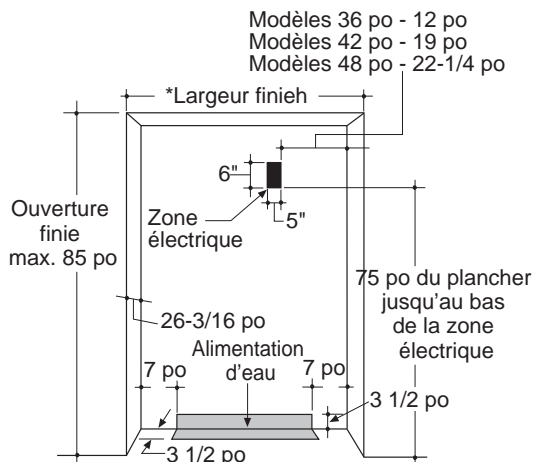 Modèles 36 po - 12 po
Modèles 42 po - 19 po
Modèles 48 po - 22-1/4 po
*Largeur finieh
6"
5"
Zone
électrique
Ouverture
finie
max. 85 po
75 po du plancher
jusqu'au bas
de la zone
électrique
26-3/16 po
7 po
Alimentation
d'eau
7 po
3 1/2 po
3 1/2 po